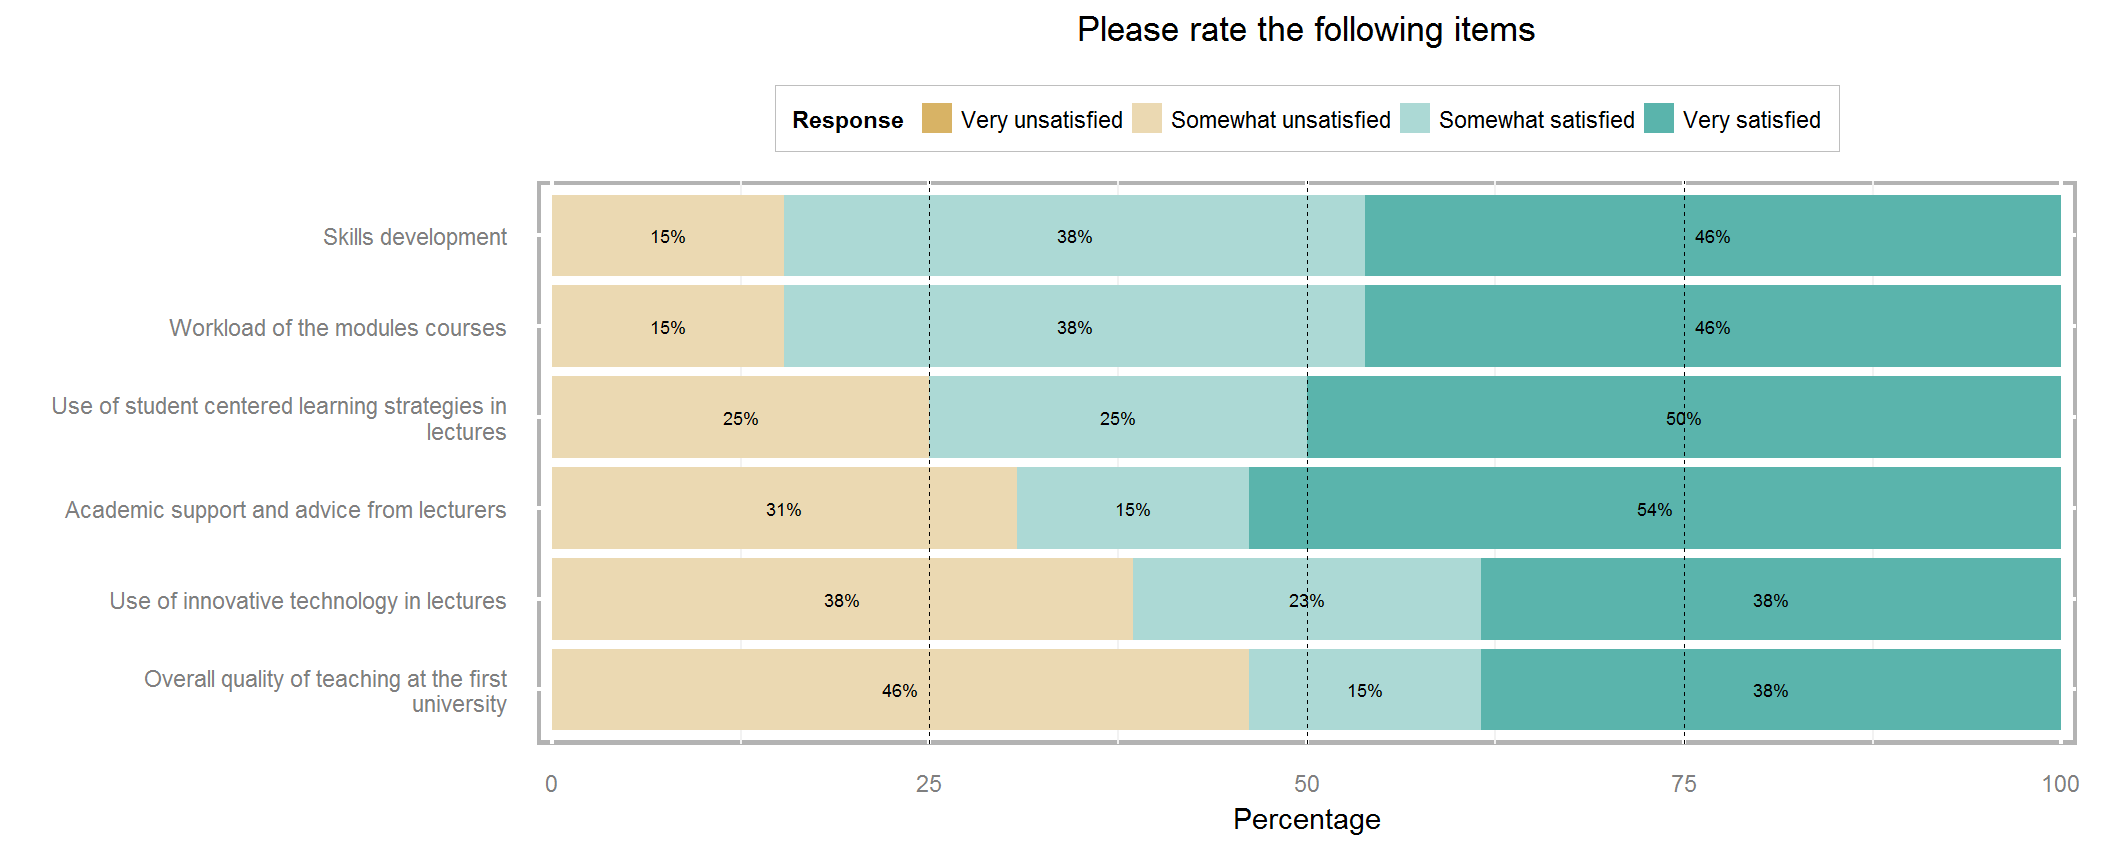 Please rate the following items
Response Very unsatisfied Somewhat unsatisfied Somewhat satisfied Very satisfied
Skills development 15% 38% 46%
Workload of the modules courses 15% 38% 46%
Use of student centered learning strategies in
lectures
25% 25% 50%
Academic support and advice from lecturers 31% 15% 54%
Use of innovative technology in lectures 38% 23% 38%
Overall quality of teaching at the first
university
46% 15% 38%
0 25 50 75 100
Percentage